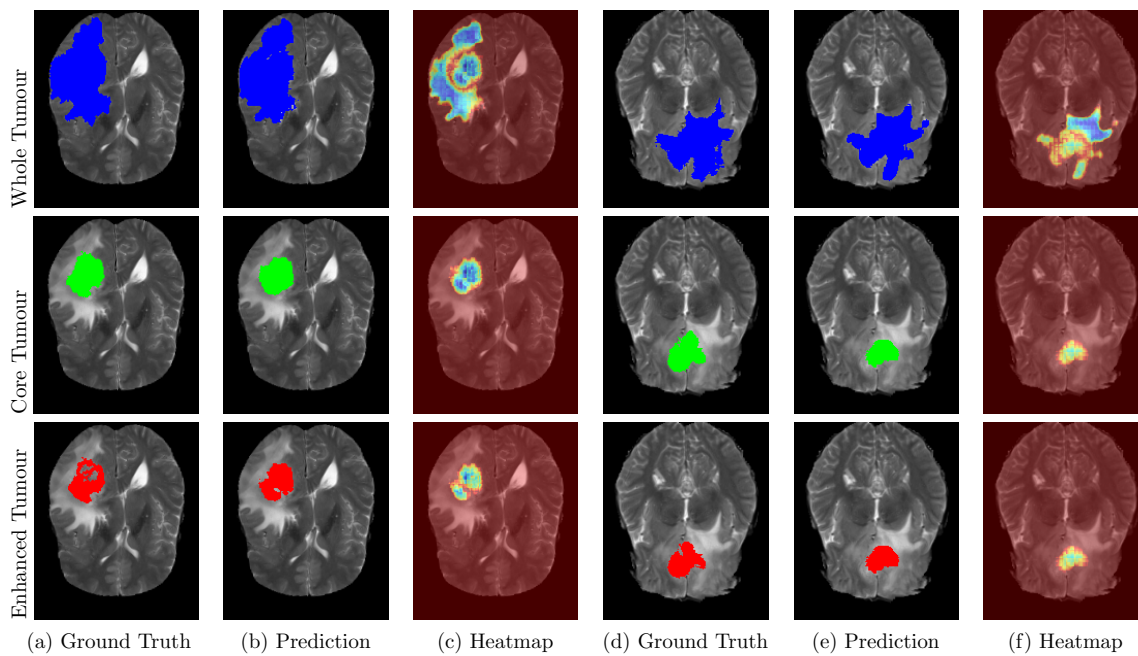 Whole Tumour
Core Tumour
Enhanced Tumour
(a) Ground Truth
(b) Prediction
(c) Heatmap
(d) Ground Truth
(e) Prediction
(f) Heatmap